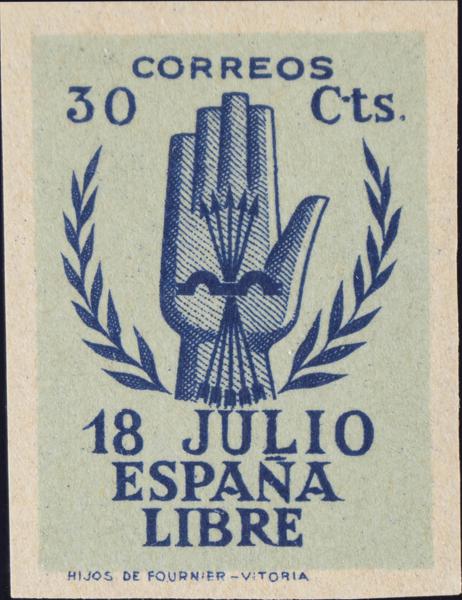 CORREOS
30 Cts.
18 JULIO
ESPAÑA
LIBRE
HIJOS DE FOURNIER-VITORIA